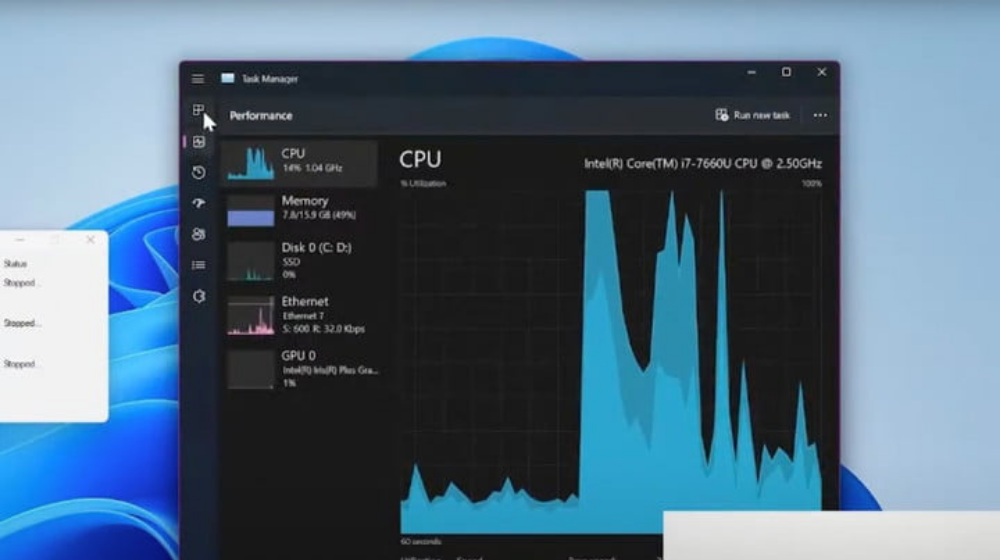 Task Manager
Performance
Run new task
CPU
14% 1.04 GHz
Memory
7.8/15.9 GB (49%)
Disk 0 (C: D:)
SSD
0%
Ethernet
Ethernet 7
S: 600 R: 32.0 Kbps
GPU 0
Intel(R) Iris(R) Plus Gra...
1%
CPU
Intel(R) Core(TM) i7-7660U CPU @ 2.50GHz
% Utilization
100%
60 seconds
Status
Stopped...
Stopped...
Stopped...